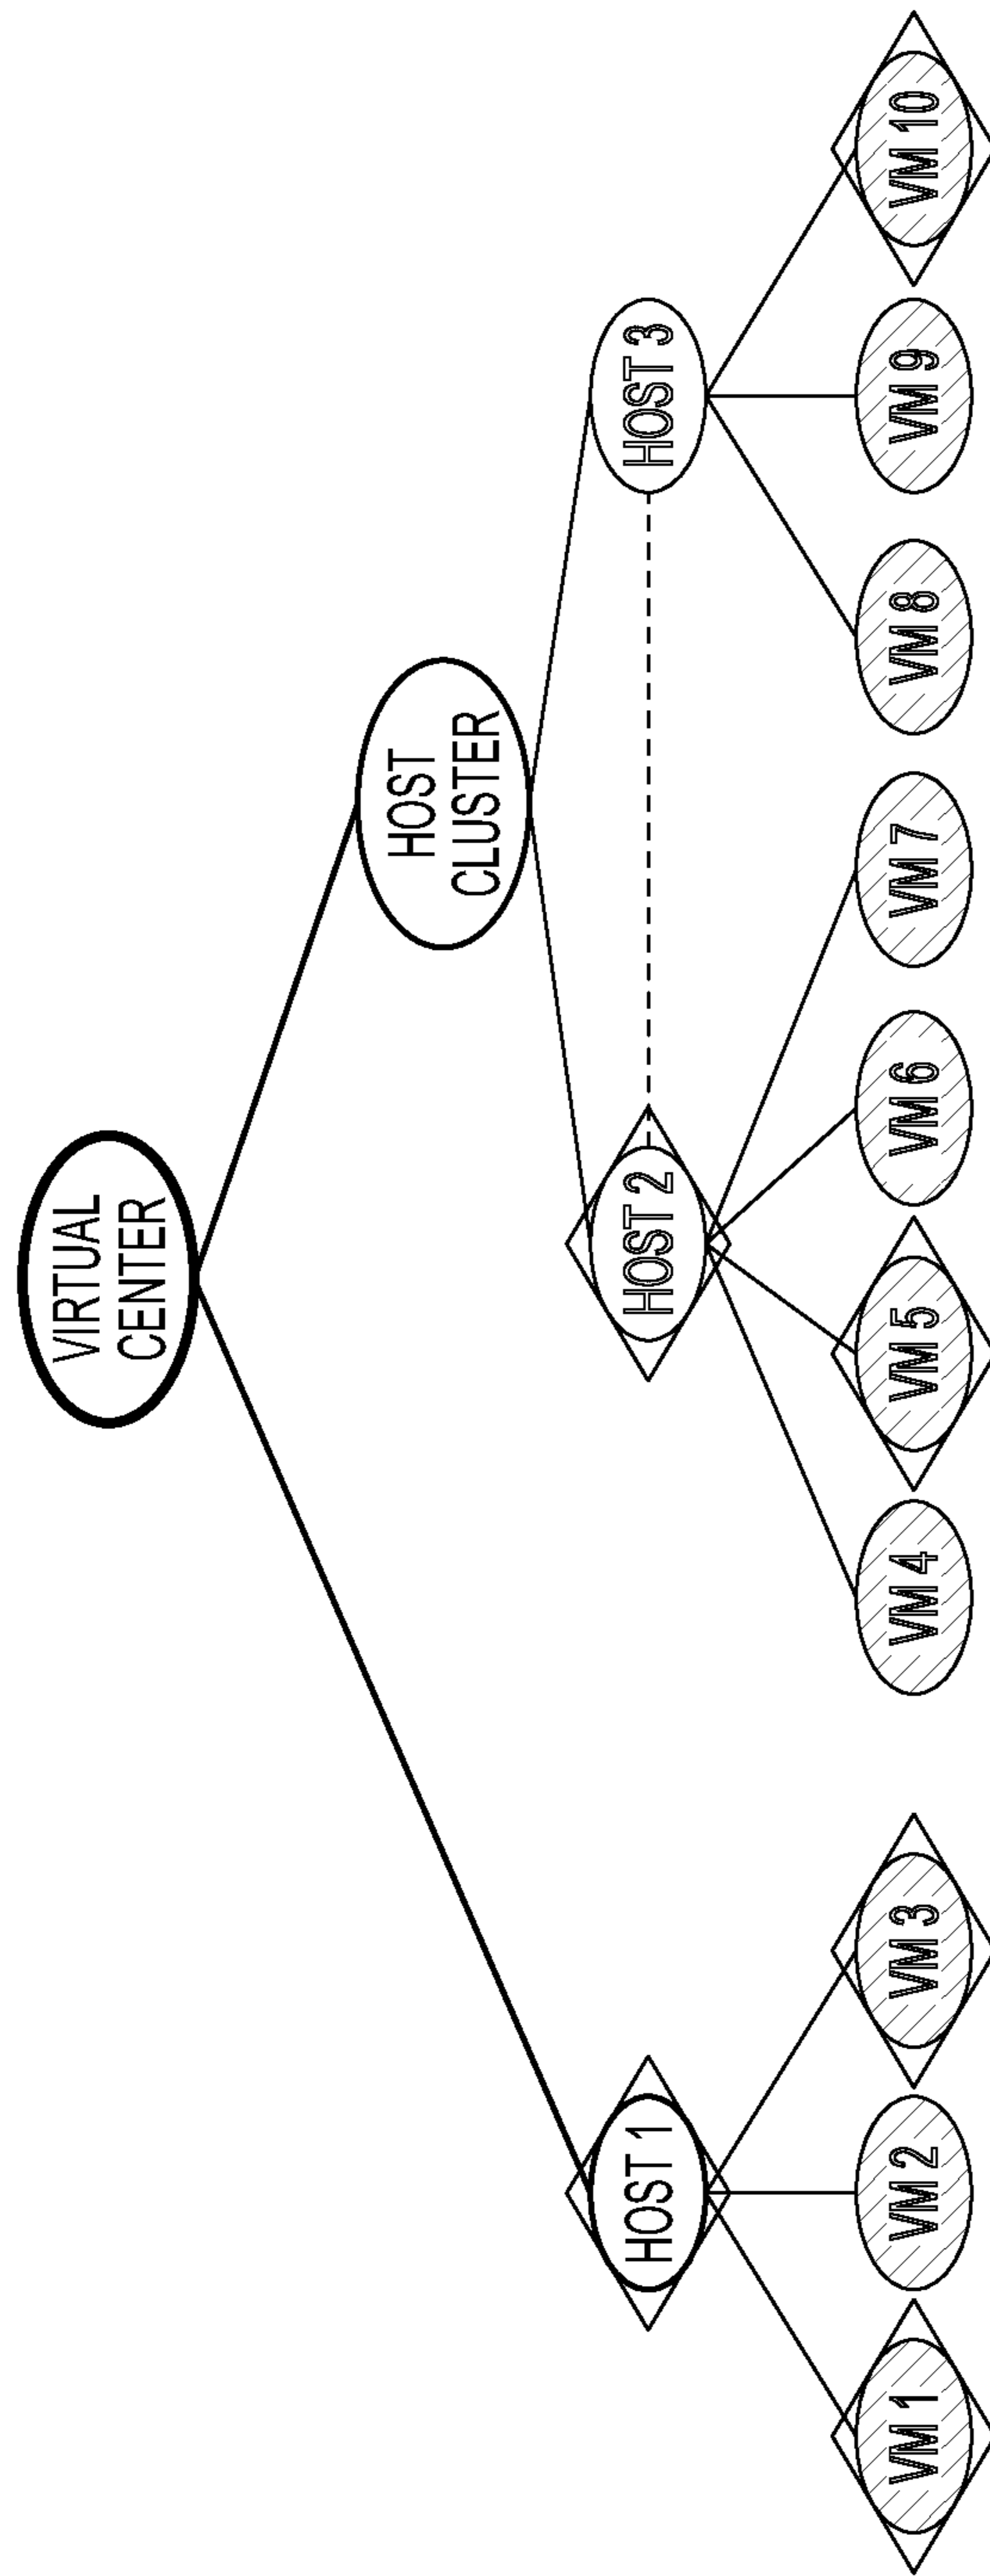 VIRTUAL
CENTER
HOST
CLUSTER
HOST 1
HOST 2
HOST 3
VM 1
VM 2
VM 3
VM 4
VM 5
VM 6
VM 7
VM 8
VM 9
VM 10